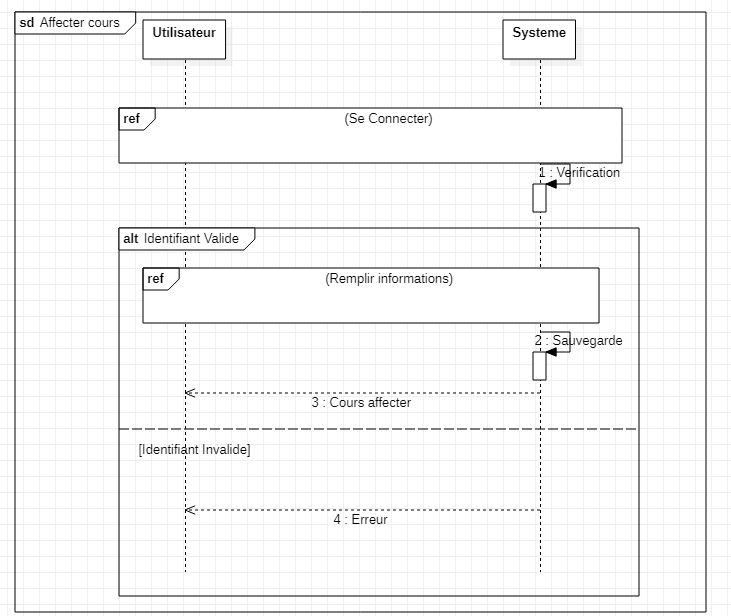 sd Affecter cours
Utilisateur
Systeme
ref
(Se Connecter)
1 : Verification
alt Identifiant Valide
ref
(Remplir informations)
2 : Sauvegarde
3 : Cours affecter
[Identifiant Invalide]
4 : Erreur